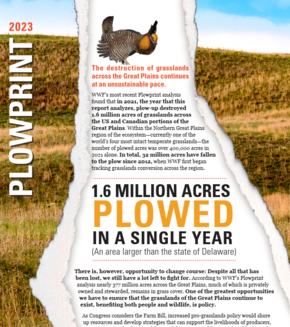 2023
PLOWPRINT
The destruction of grasslands
across the Great Plains continues
at an unsustainable pace.
WWF's most recent Plowprint analysis
found that in 2021, the year that this
report analyzes, plow-up destroyed
1.6 million acres of grasslands across
the US and Canadian portions of the
Great Plains. Within the Northern Great Plains
region of the ecosystem—currently one of the
world's four most intact temperate grasslands—the
number of plowed acres was over 400,000 acres in
2021 alone. In total, 32 million acres have fallen
to the plow since 2012, when WWF first began
tracking grasslands conversion across the region.
1.6 MILLION ACRES
PLOWED
IN A SINGLE YEAR
(An area larger than the state of Delaware)
There is, however, opportunity to change course: Despite all that has
been lost, we still have a lot left to fight for. According to WWF's Plowprint
analysis nearly 377 million acres across the Great Plains, much of which is privately
owned and stewarded, remains in grass cover. One of the greatest opportunities
we have to ensure that the grasslands of the Great Plains continue to
exist, benefiting both people and wildlife, is policy.
As Congress considers the Farm Bill, increased pro-grasslands policy would share
up resources and develop strategies that can support the livelihoods of producers,